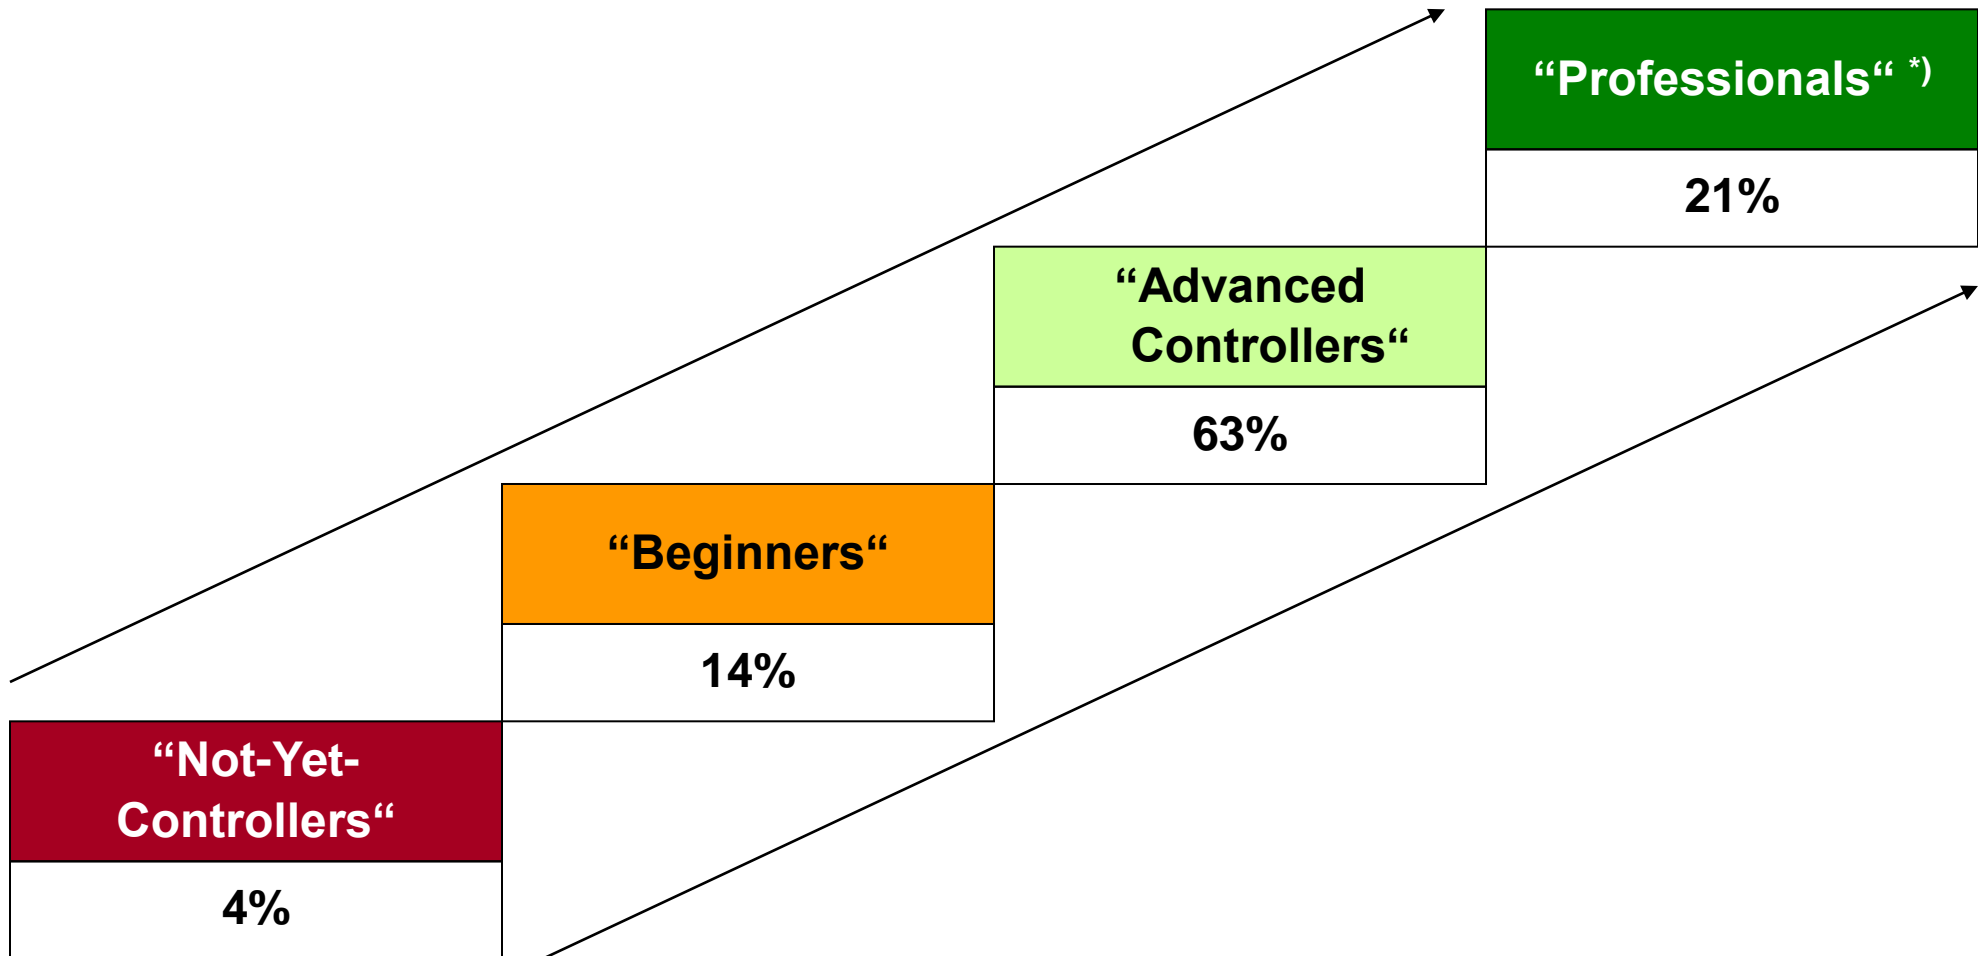 “Professionals“ *)
21%
“Advanced
Controllers“
63%
“Beginners“
14%
“Not-Yet-
Controllers“
4%